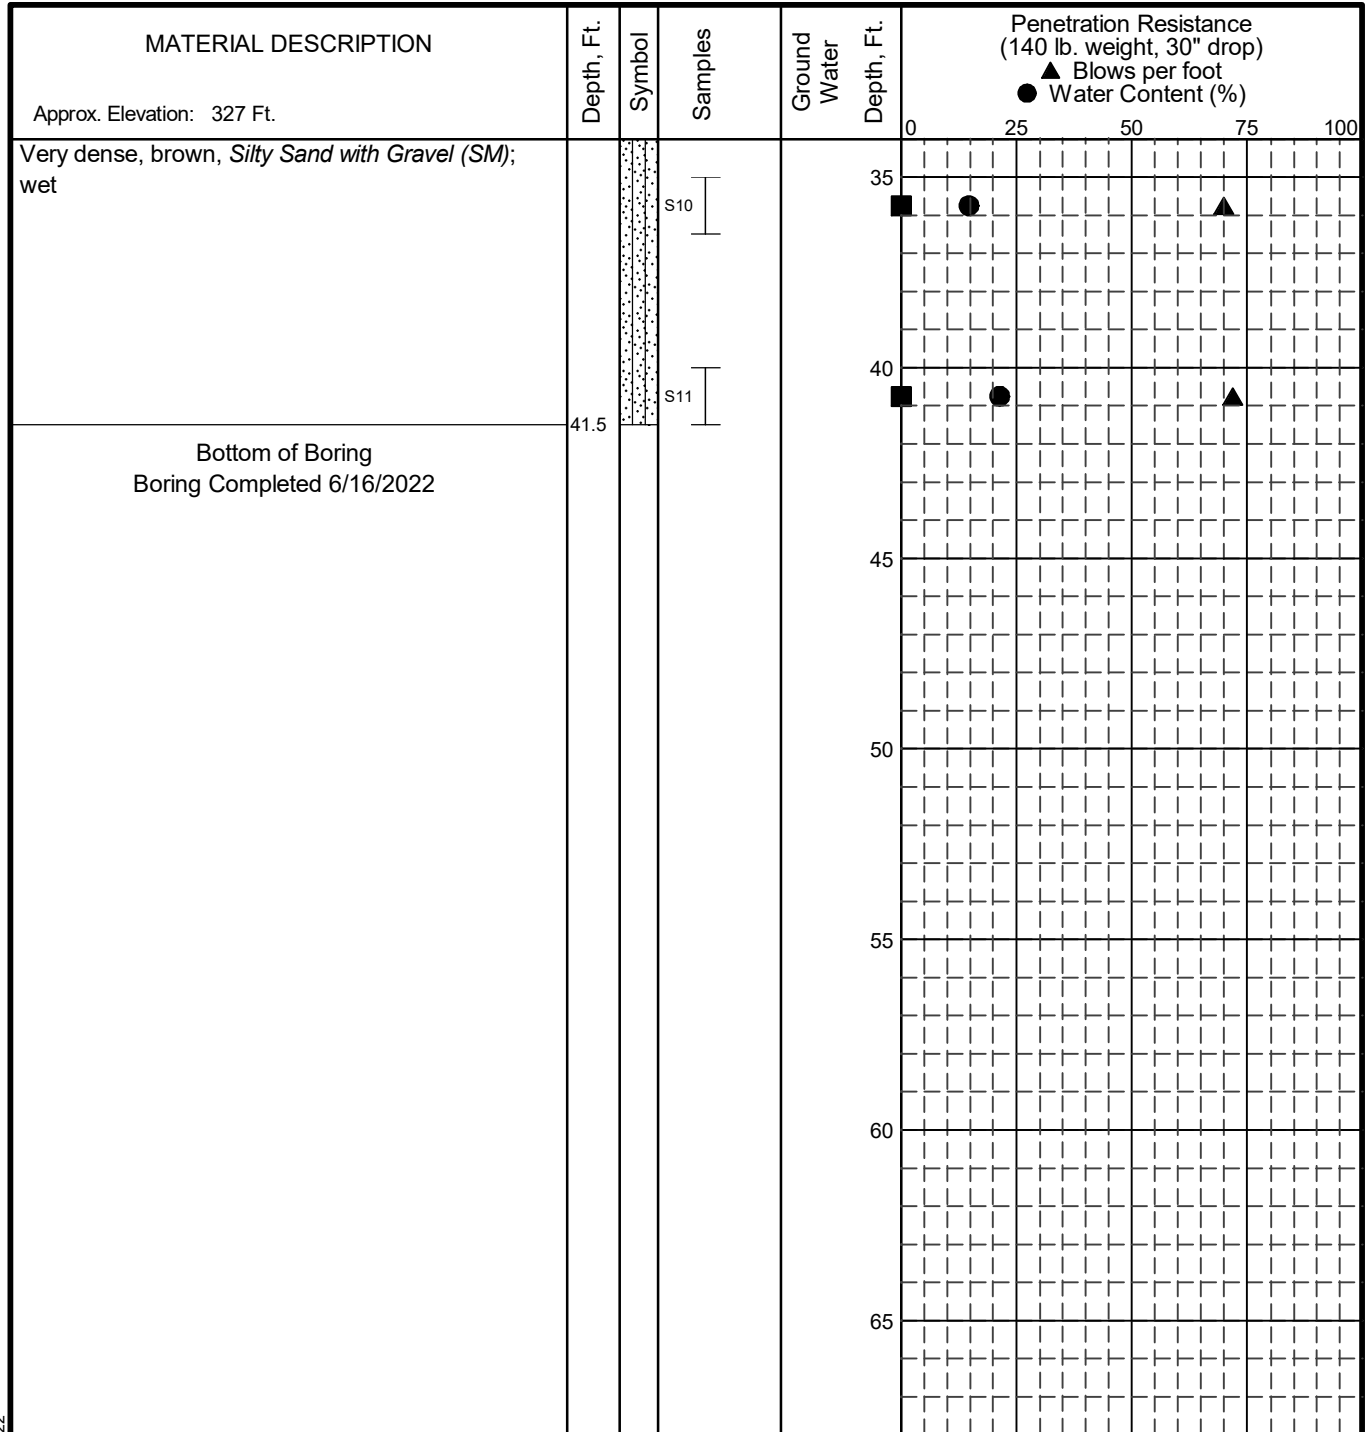 MATERIAL DESCRIPTION
Approx. Elevation: 327 Ft.
Depth, Ft.
Symbol
Samples
Ground
Water
Depth, Ft.
Penetration Resistance
(140 lb. weight, 30" drop)
▲ Blows per foot
● Water Content (%)
0 25 50 75 100
Very dense, brown, Silty Sand with Gravel (SM);
wet
35
S10
40
S11
41.5
Bottom of Boring
Boring Completed 6/16/2022
45
50
55
60
65